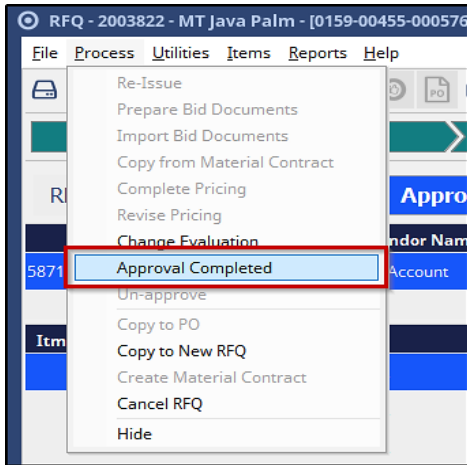 RFQ - 2003822 - MT Java Palm - [0159-00455-000576
File Process Utilities Items Reports Help
Re-Issue
PO
Prepare Bid Documents
Import Bid Documents
Copy from Material Contract
Complete Pricing
Appro
Revise Pricing
Change Evaluation
ndor Nam
5871
Approval Completed
Account
Un-approve
Copy to PO
Itm
Copy to New RFQ
Create Material Contract
Cancel RFQ
Hide